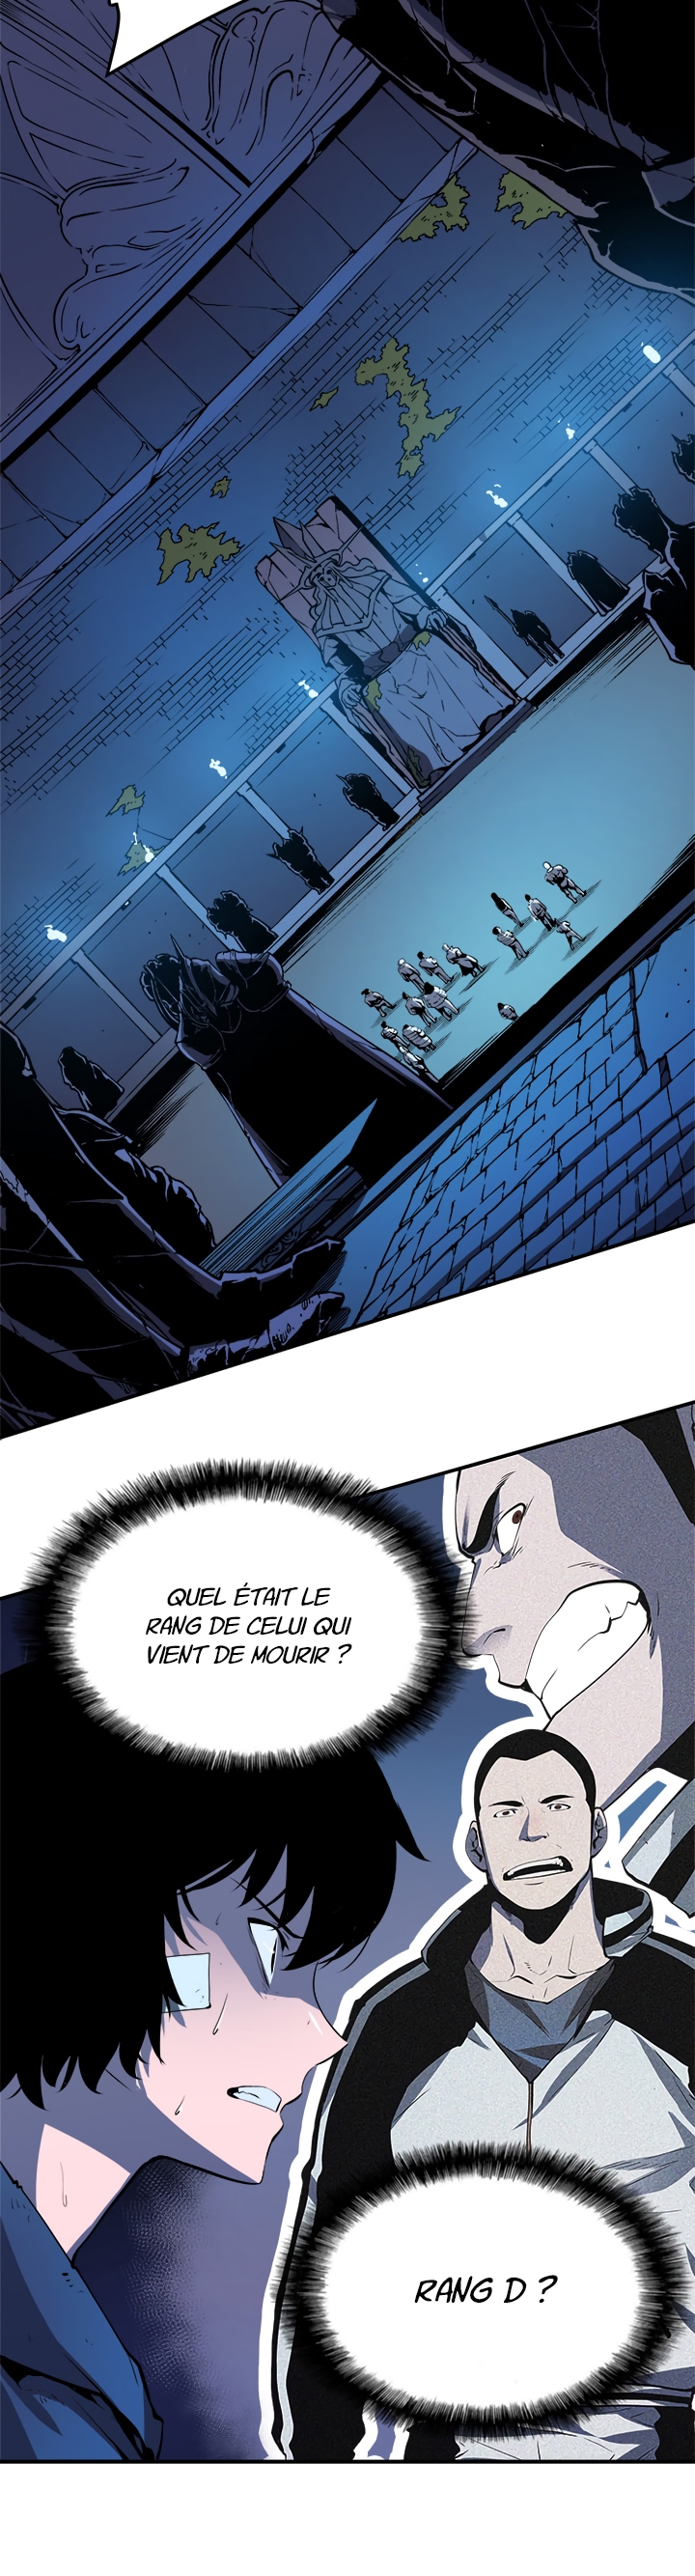 QUEL ÉTAIT LE
RANG DE CELUI QUI
VIENT DE MOURIR ?
RANG D ?